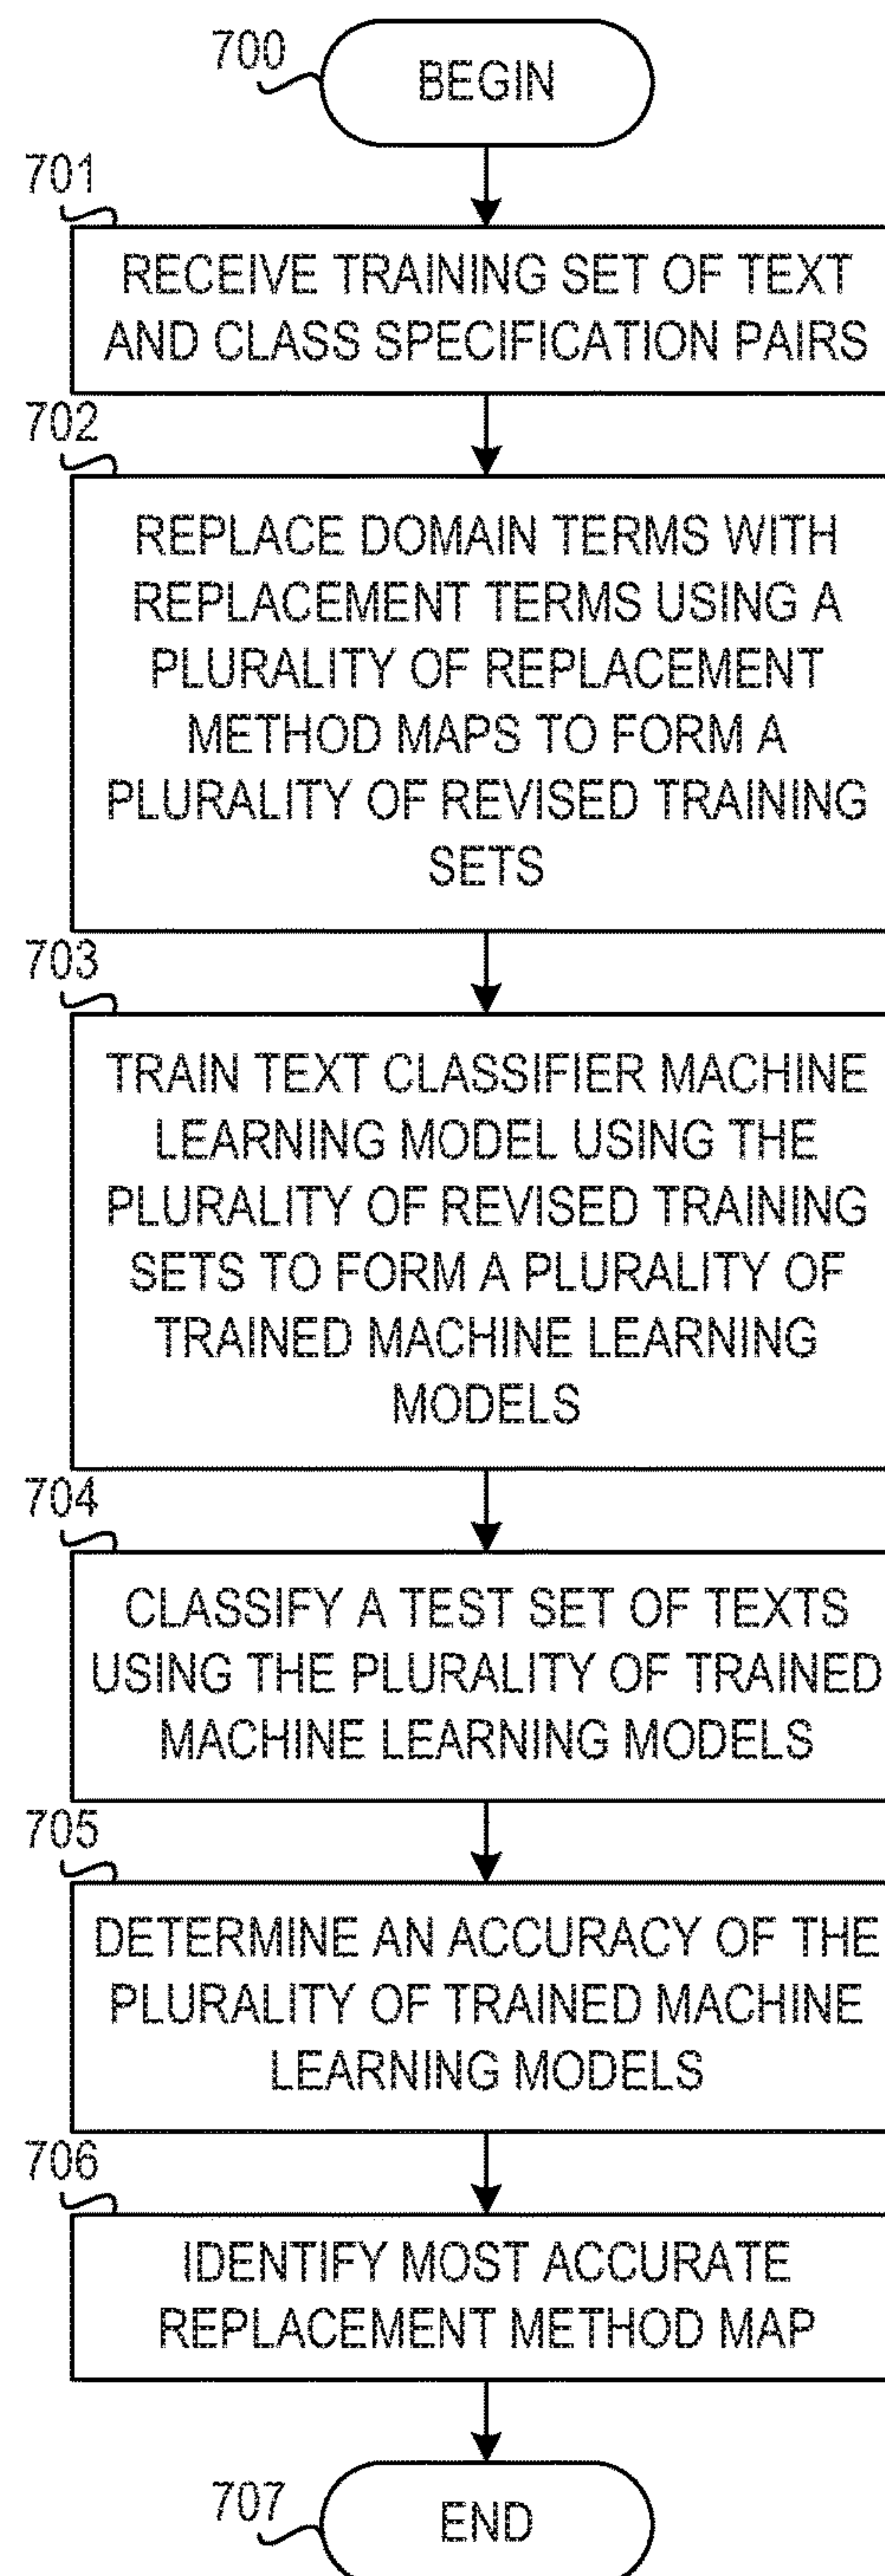 700
BEGIN
701
RECEIVE TRAINING SET OF TEXT
AND CLASS SPECIFICATION PAIRS
702
REPLACE DOMAIN TERMS WITH
REPLACEMENT TERMS USING A
PLURALITY OF REPLACEMENT
METHOD MAPS TO FORM A
PLURALITY OF REVISED TRAINING
SETS
703
TRAIN TEXT CLASSIFIER MACHINE
LEARNING MODEL USING THE
PLURALITY OF REVISED TRAINING
SETS TO FORM A PLURALITY OF
TRAINED MACHINE LEARNING
MODELS
704
CLASSIFY A TEST SET OF TEXTS
USING THE PLURALITY OF TRAINED
MACHINE LEARNING MODELS
705
DETERMINE AN ACCURACY OF THE
PLURALITY OF TRAINED MACHINE
LEARNING MODELS
706
IDENTIFY MOST ACCURATE
REPLACEMENT METHOD MAP
707
END